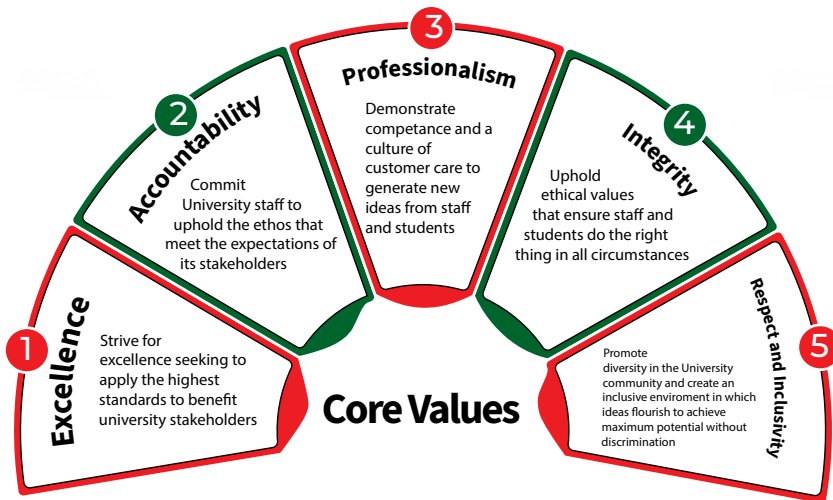 1
Excellence
Strive for
excellence seeking to
apply the highest
standards to benefit
university stakeholders
2
Accountability
Commit
University staff to
uphold the ethos that
meet the expectations of
its stakeholders
3
Professionalism
Demonstrate
competance and a
culture of
customer care to
generate new
ideas from staff
and students
4
Integrity
Uphold
ethical values
that ensure staff and
students do the right
thing in all circumstances
5
Respect and Inclusivity
Promote
diversity in the University
community and create an
inclusive enviroment in which
ideas flourish to achieve
maximum potential without
discrimination
Core Values